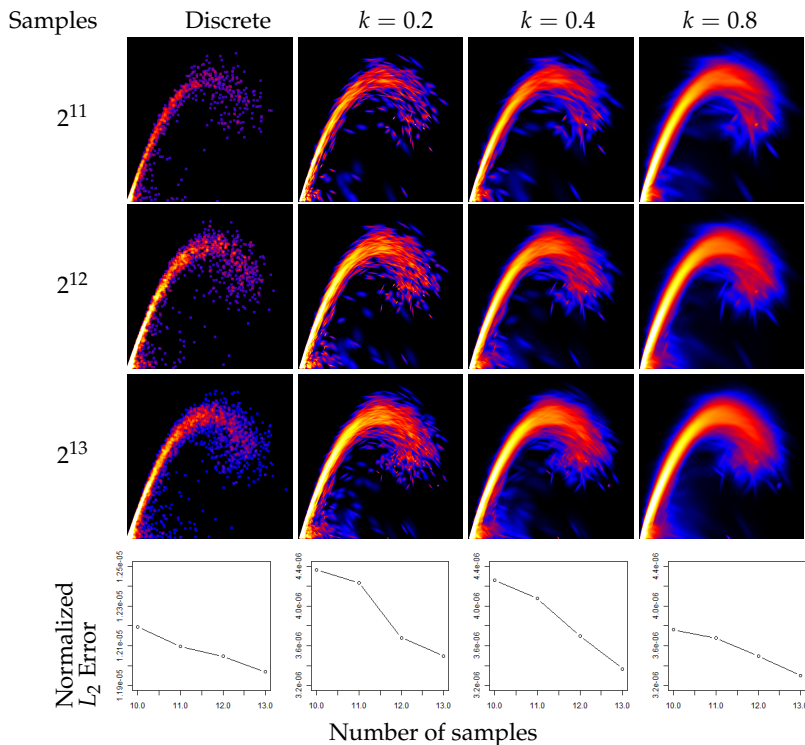 Samples Discrete k = 0.2 k = 0.4 k = 0.8
2^11
2^12
2^13
Normalized
L_2 Error
1.25e-05
1.23e-05
1.21e-05
1.19e-05
10.0 11.0 12.0 13.0
4.4e-06
4.0e-06
3.6e-06
3.2e-06
10.0 11.0 12.0 13.0
4.4e-06
4.0e-06
3.6e-06
3.2e-06
10.0 11.0 12.0 13.0
4.4e-06
4.0e-06
3.6e-06
3.2e-06
10.0 11.0 12.0 13.0
Number of samples